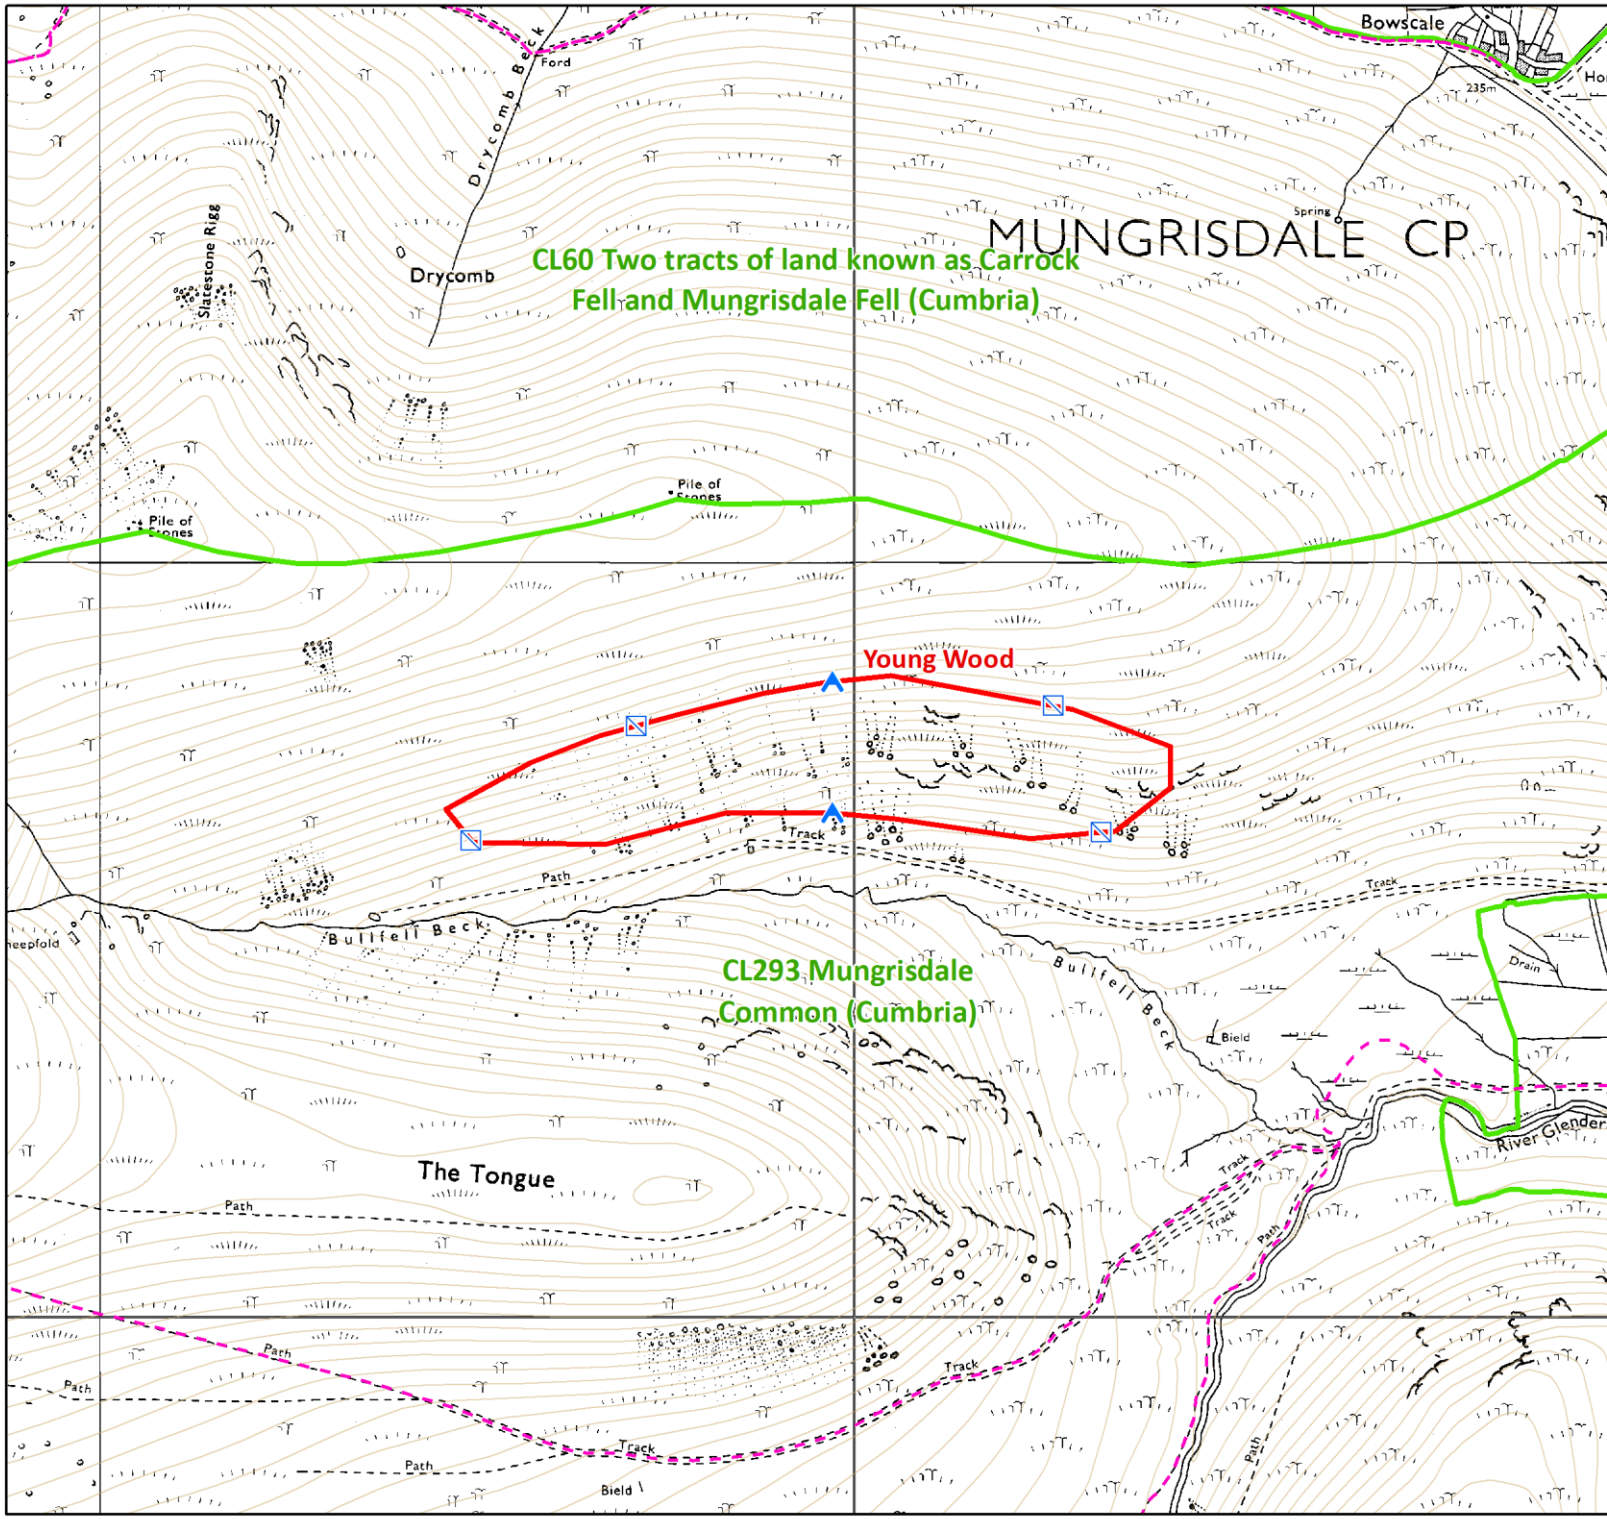 Bowscale
Ford
Drycomb Beck
235m
Spring
Slatestone Rigg
MUNGRISDALE CP
Drycomb
CL60 Two tracts of land known as Carrock
Fell and Mungrisdale Fell (Cumbria)
Pile of
Stones
Pile of
Stones
Young Wood
Track
Path
Track
Bullfell Beck
heepfold
CL293 Mungrisdale
Common (Cumbria)
Bullfell Beck
Drain
Bield
River Glender
The Tongue
Track
Track
Path
Path
Path
Path
Track
Track
Path
Path
Bield